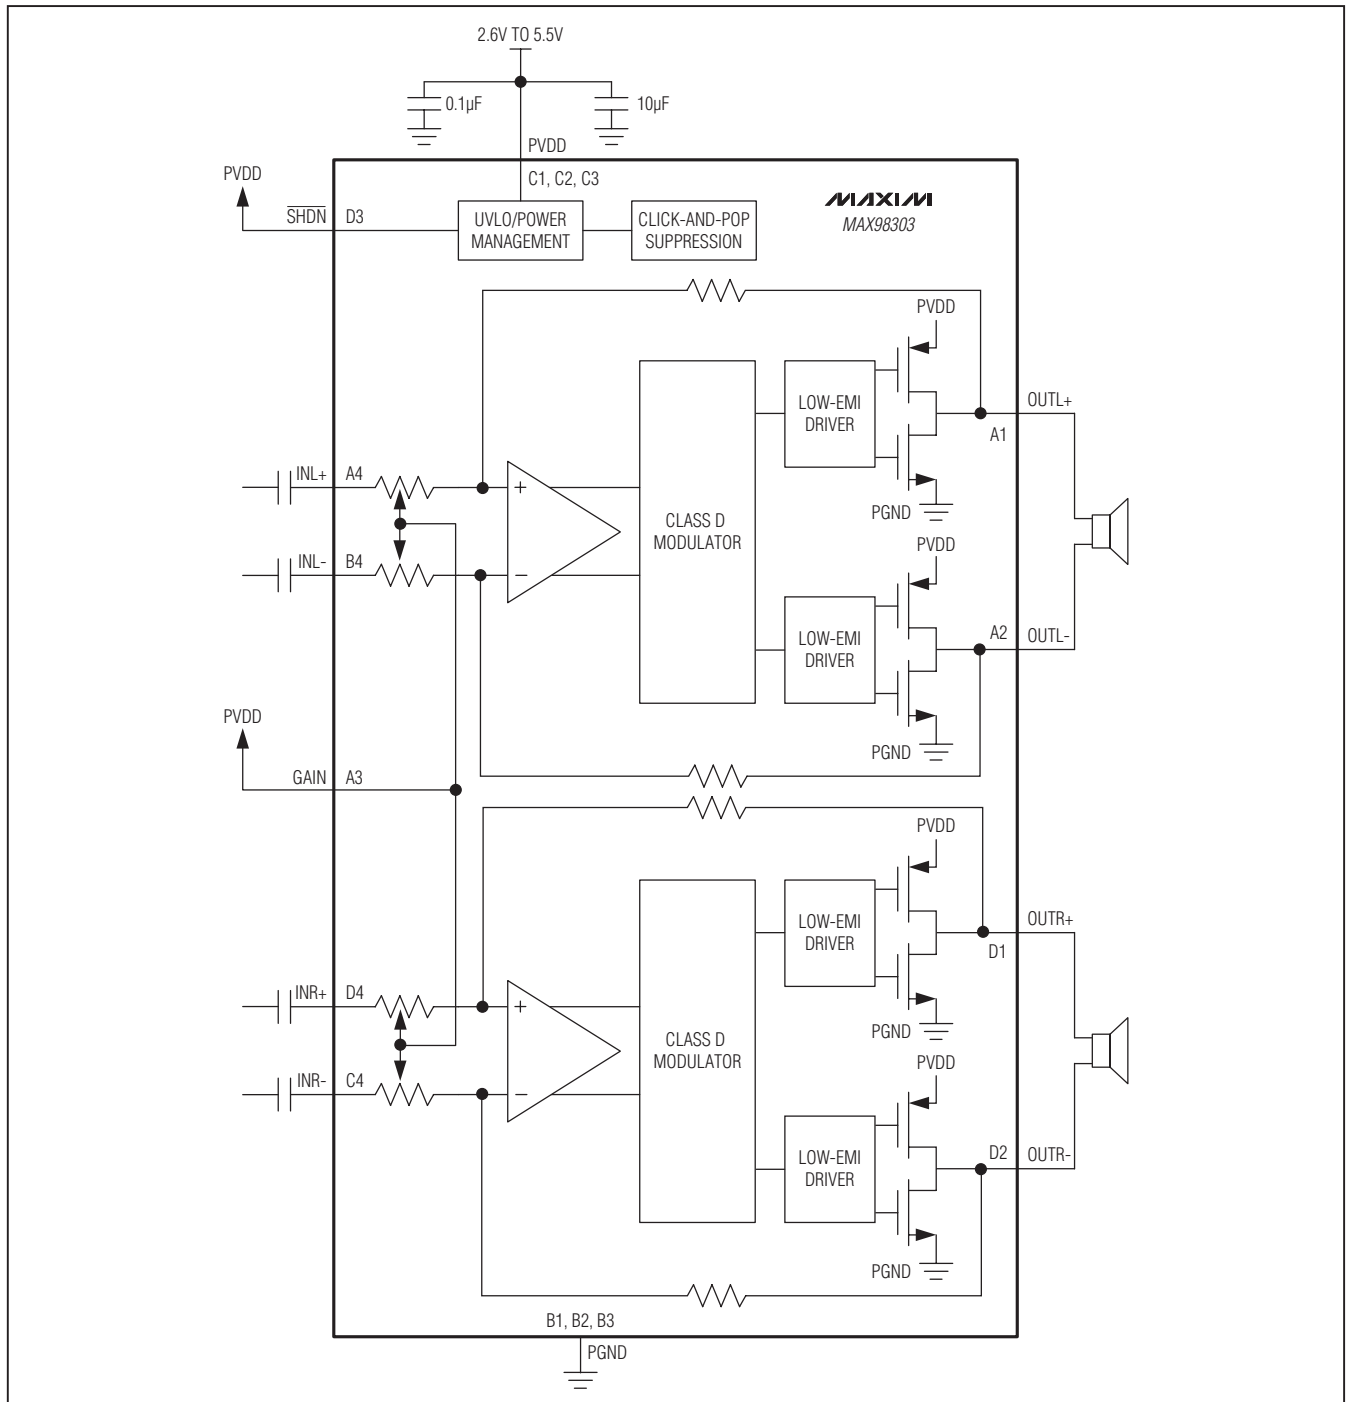 2.6V TO 5.5V
0.1µF
10µF
PVDD
C1, C2, C3
PVDD
SHDN
D3
UVLO/POWER
MANAGEMENT
CLICK-AND-POP
SUPPRESSION
MAXIM
MAX98303
PVDD
LOW-EMI
DRIVER
OUTL+
A1
INL+
A4
+
PGND
CLASS D
MODULATOR
PVDD
INL-
B4
−
LOW-EMI
DRIVER
A2
OUTL-
PVDD
PGND
GAIN
A3
PVDD
LOW-EMI
DRIVER
OUTR+
D1
INR+
D4
+
PGND
CLASS D
MODULATOR
PVDD
INR-
C4
−
LOW-EMI
DRIVER
D2
OUTR-
PGND
B1, B2, B3
PGND